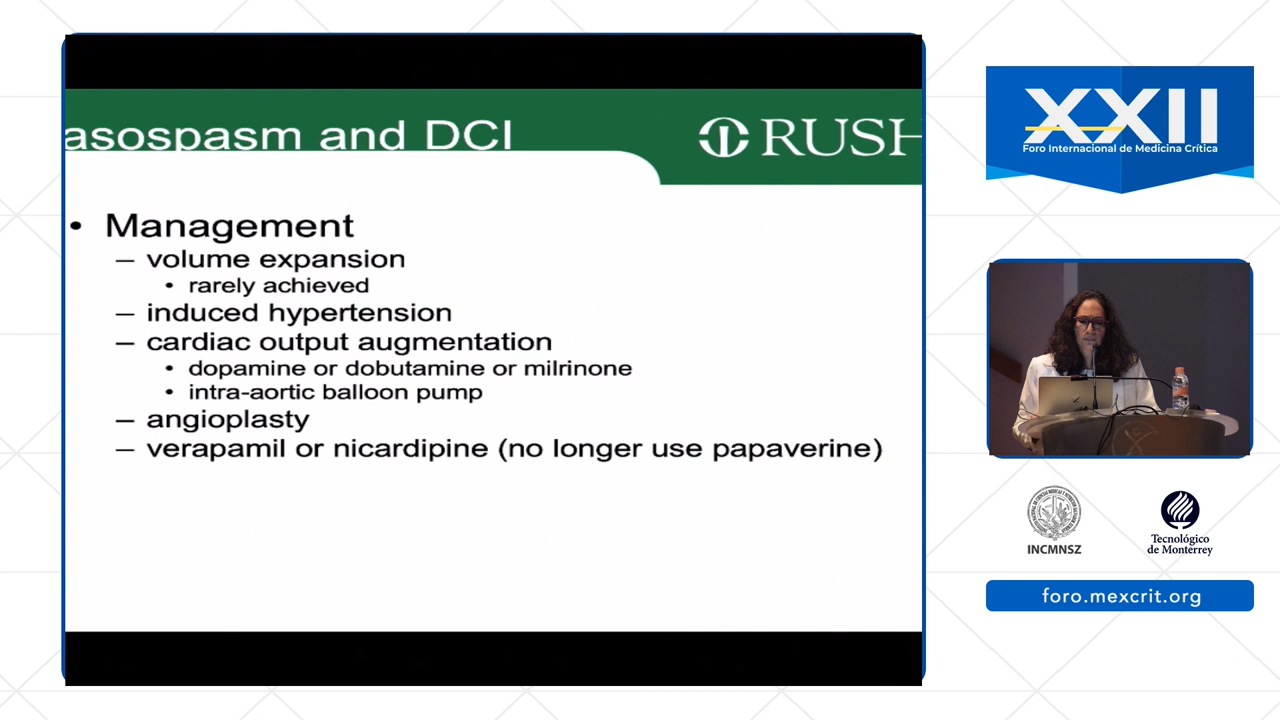 asospasm and DCI
RUSH
• Management
– volume expansion
• rarely achieved
– induced hypertension
– cardiac output augmentation
• dopamine or dobutamine or milrinone
• intra-aortic balloon pump
– angioplasty
– verapamil or nicardipine (no longer use papaverine)
XXII
Foro Internacional de Medicina Crítica
INCMNSZ
Tecnológico
de Monterrey
foro.mexcrit.org